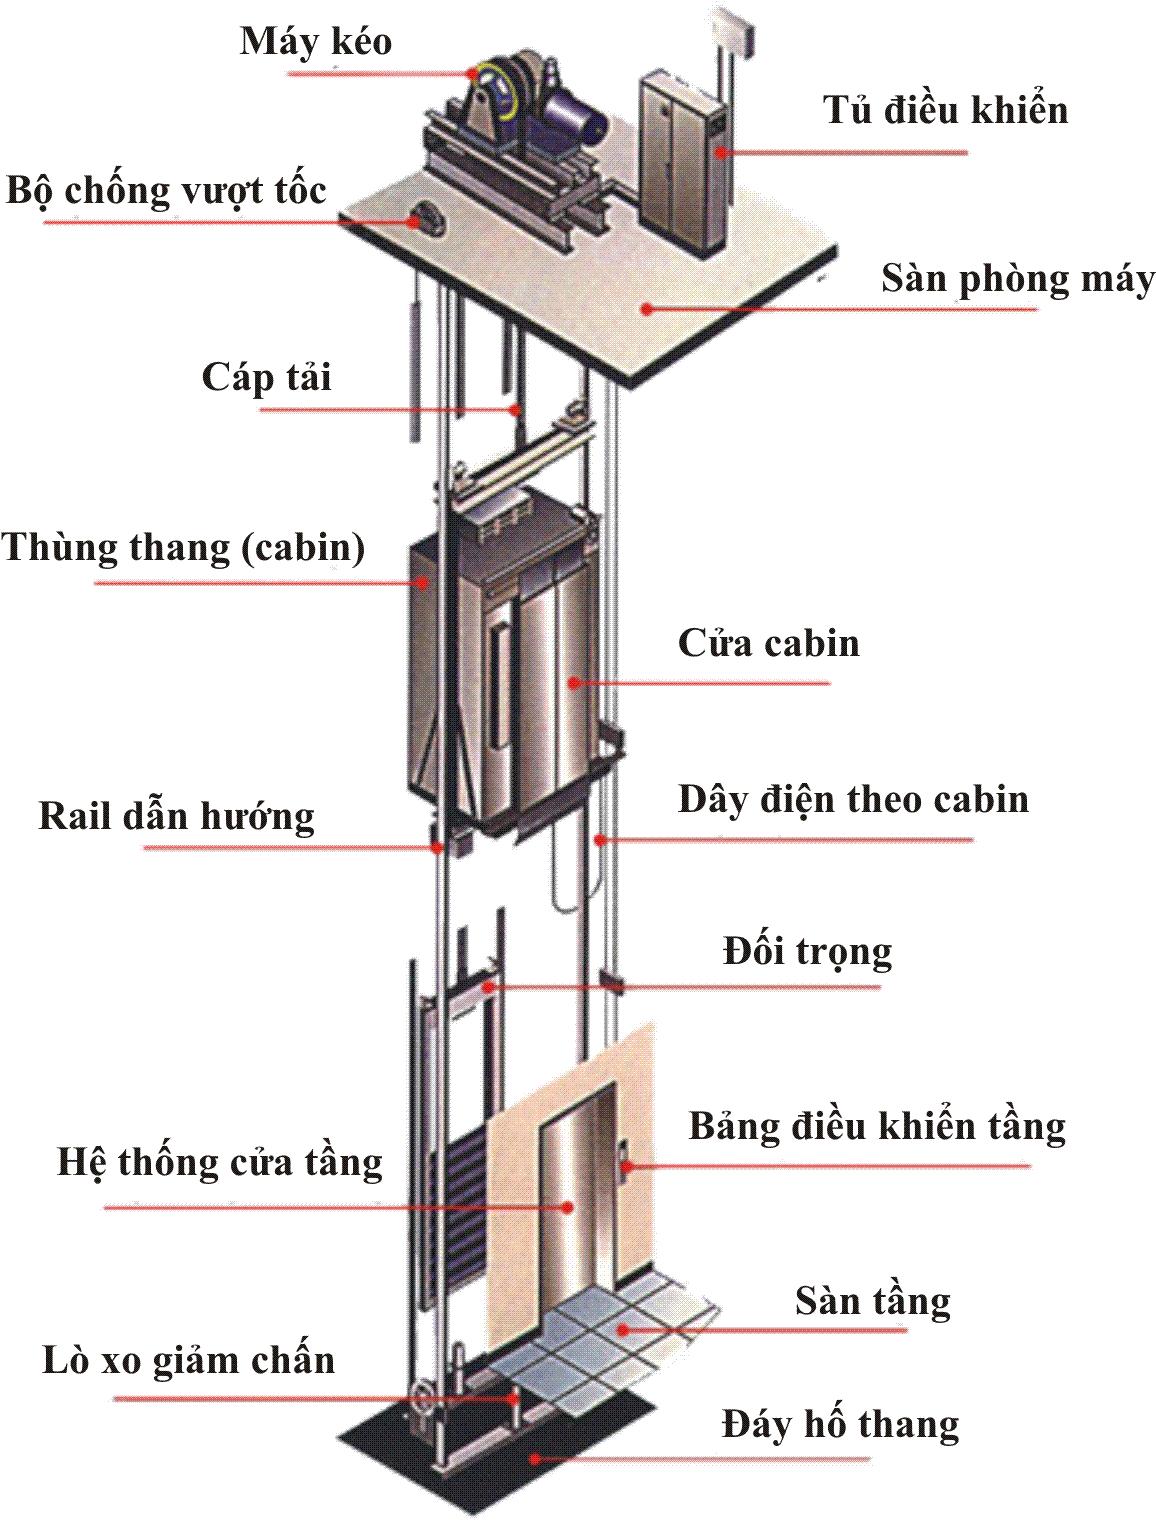 Máy kéo
Tủ điều khiển
Bộ chống vượt tốc
Sàn phòng máy
Cáp tải
Thùng thang (cabin)
Cửa cabin
Dây điện theo cabin
Rail dẫn hướng
Đối trọng
Bảng điều khiển tầng
Hệ thống cửa tầng
Sàn tầng
Lò xo giảm chấn
Đáy hố thang